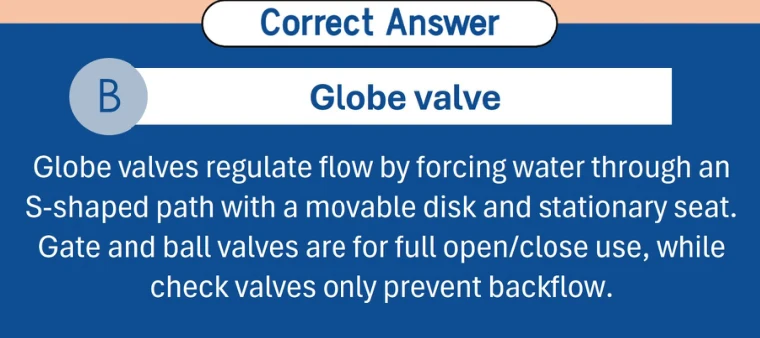 Correct Answer
B
Globe valve
Globe valves regulate flow by forcing water through an
S-shaped path with a movable disk and stationary seat.
Gate and ball valves are for full open/close use, while
check valves only prevent backflow.